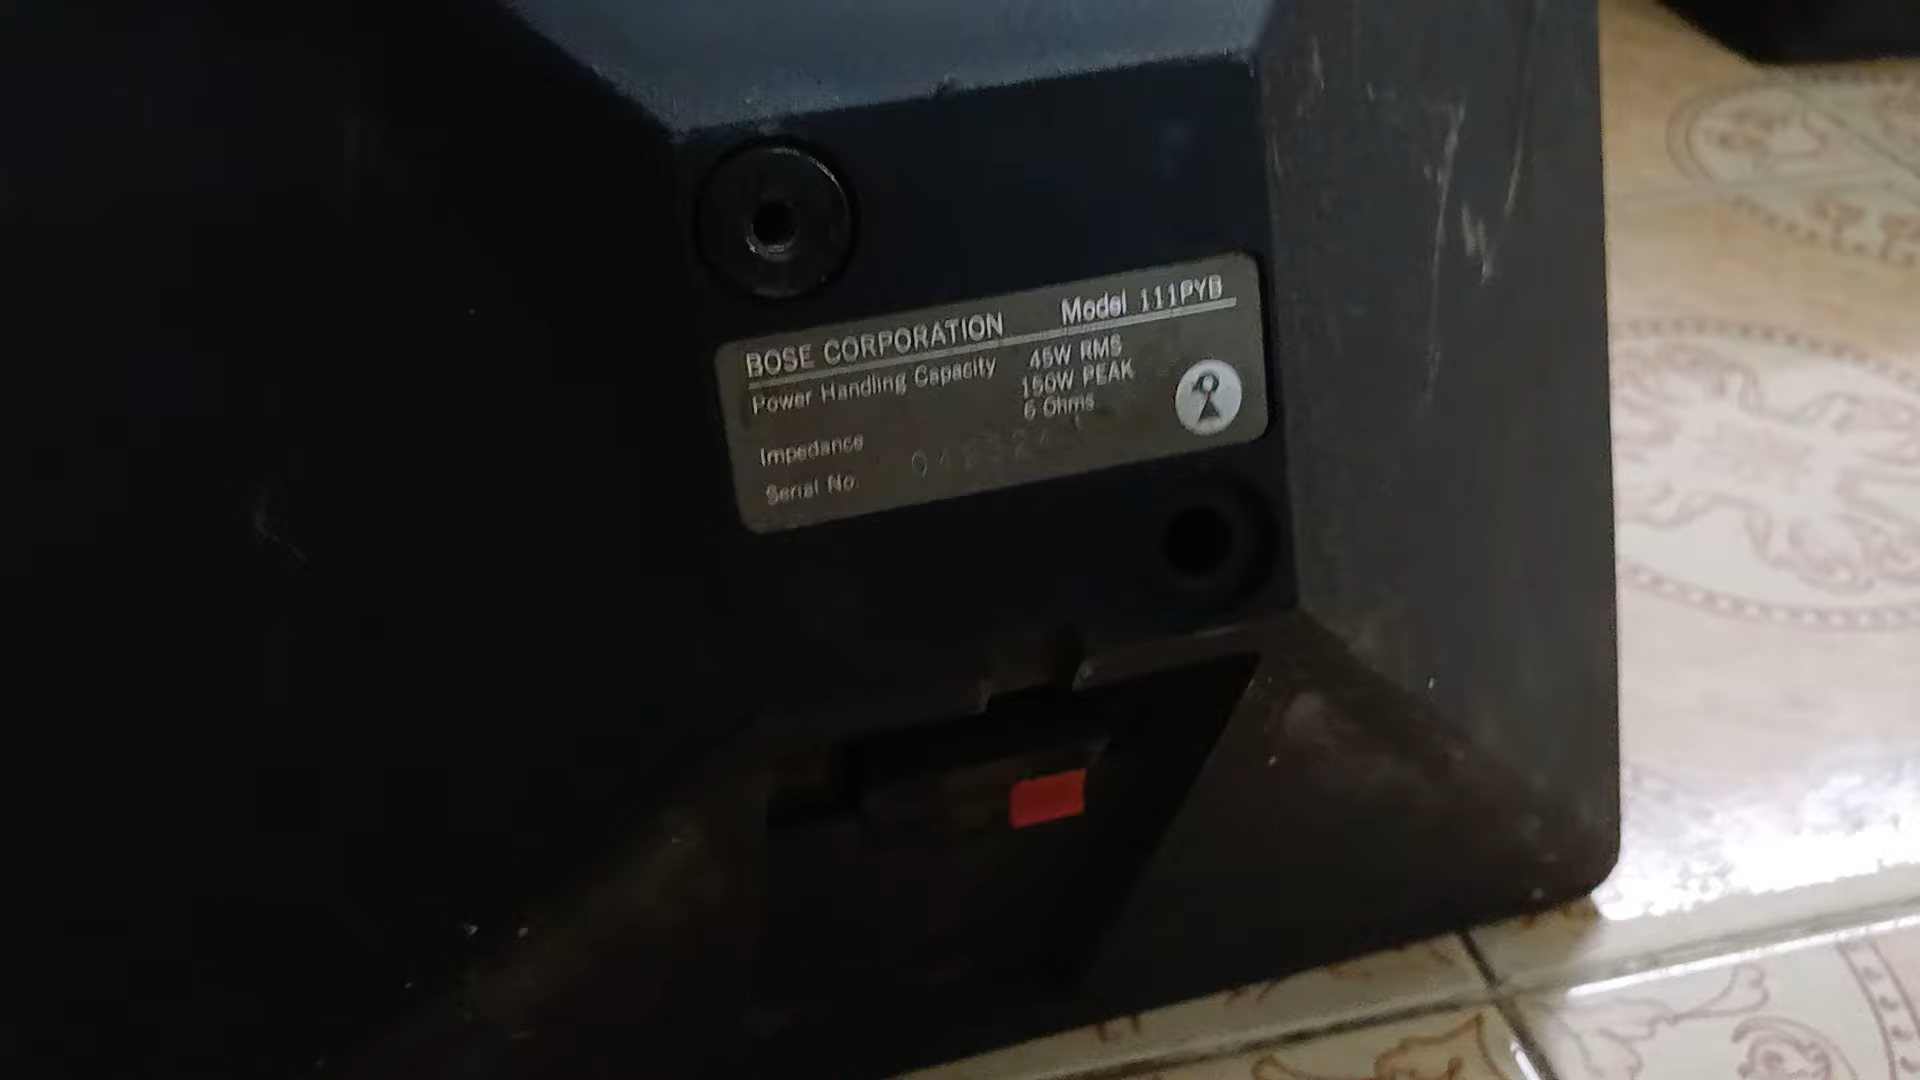 BOSE CORPORATION Model 111PYB
Power Handling Capacity 45W RMS
150W PEAK
6 Ohms
Impedance
Serial No.